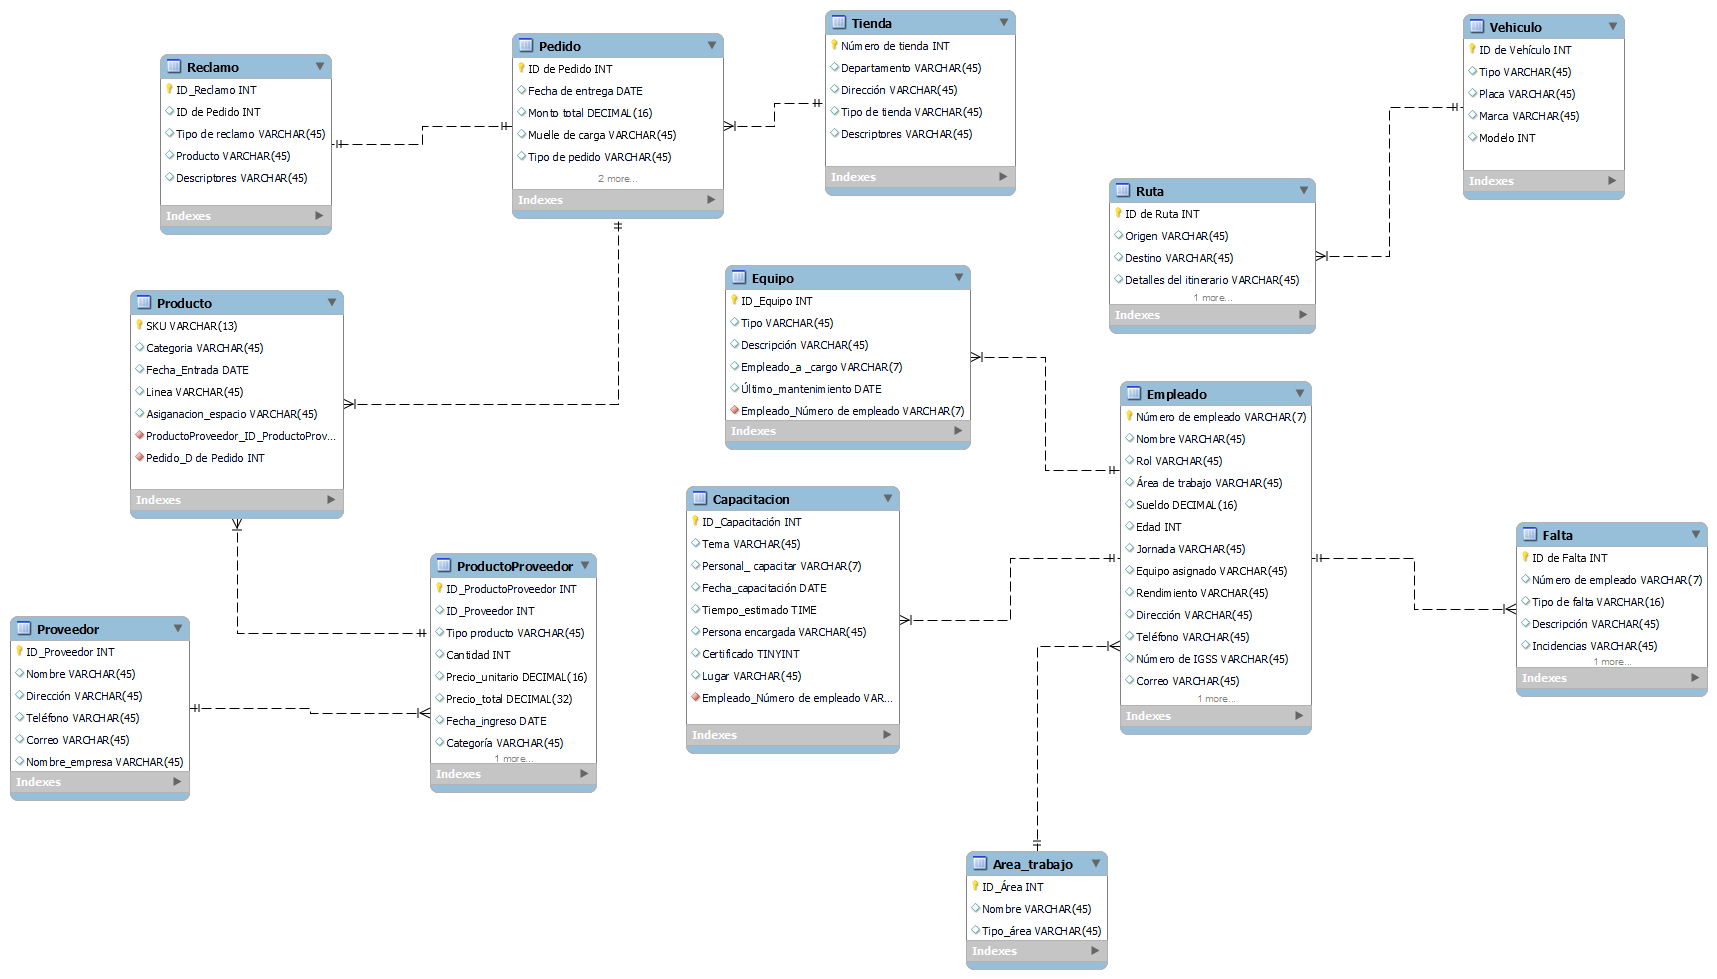 Reclamo
ID_Reclamo INT
ID de Pedido INT
Tipo de reclamo VARCHAR(45)
Producto VARCHAR(45)
Descriptores VARCHAR(45)
Indexes
Pedido
ID de Pedido INT
Fecha de entrega DATE
Monto total DECIMAL(16)
Muelle de carga VARCHAR(45)
Tipo de pedido VARCHAR(45)
2 more...
Indexes
Tienda
Número de tienda INT
Departamento VARCHAR(45)
Dirección VARCHAR(45)
Tipo de tienda VARCHAR(45)
Descriptores VARCHAR(45)
Indexes
Vehiculo
ID de Vehículo INT
Tipo VARCHAR(45)
Placa VARCHAR(45)
Marca VARCHAR(45)
Modelo INT
Indexes
Ruta
ID de Ruta INT
Origen VARCHAR(45)
Destino VARCHAR(45)
Detalles del itinerario VARCHAR(45)
1 more...
Indexes
Producto
SKU VARCHAR(13)
Categoria VARCHAR(45)
Fecha_Entrada DATE
Linea VARCHAR(45)
Asiganacion_espacio VARCHAR(45)
ProductoProveedor_ID_ProductoProv...
Pedido_D de Pedido INT
Indexes
Equipo
ID_Equipo INT
Tipo VARCHAR(45)
Descripción VARCHAR(45)
Empleado_a _cargo VARCHAR(7)
Último_mantenimiento DATE
Empleado_Número de empleado VARCHAR(7)
Indexes
Empleado
Número de empleado VARCHAR(7)
Nombre VARCHAR(45)
Rol VARCHAR(45)
Área de trabajo VARCHAR(45)
Sueldo DECIMAL(16)
Edad INT
Jornada VARCHAR(45)
Equipo asignado VARCHAR(45)
Rendimiento VARCHAR(45)
Dirección VARCHAR(45)
Teléfono VARCHAR(45)
Número de IGSS VARCHAR(45)
Correo VARCHAR(45)
1 more...
Indexes
Capacitacion
ID_Capacitación INT
Tema VARCHAR(45)
Personal_ capacitar VARCHAR(7)
Fecha_capacitación DATE
Tiempo_estimado TIME
Persona encargada VARCHAR(45)
Certificado TINYINT
Lugar VARCHAR(45)
Empleado_Número de empleado VAR...
Indexes
Falta
ID de Falta INT
Número de empleado VARCHAR(7)
Tipo de falta VARCHAR(16)
Descripción VARCHAR(45)
Incidencias VARCHAR(45)
1 more...
Indexes
ProductoProveedor
ID_ProductoProveedor INT
ID_Proveedor INT
Tipo producto VARCHAR(45)
Cantidad INT
Precio_unitario DECIMAL(16)
Precio_total DECIMAL(32)
Fecha_ingreso DATE
Categoría VARCHAR(45)
1 more...
Indexes
Proveedor
ID_Proveedor INT
Nombre VARCHAR(45)
Dirección VARCHAR(45)
Teléfono VARCHAR(45)
Correo VARCHAR(45)
Nombre_empresa VARCHAR(45)
Indexes
Area_trabajo
ID_Área INT
Nombre VARCHAR(45)
Tipo_área VARCHAR(45)
Indexes